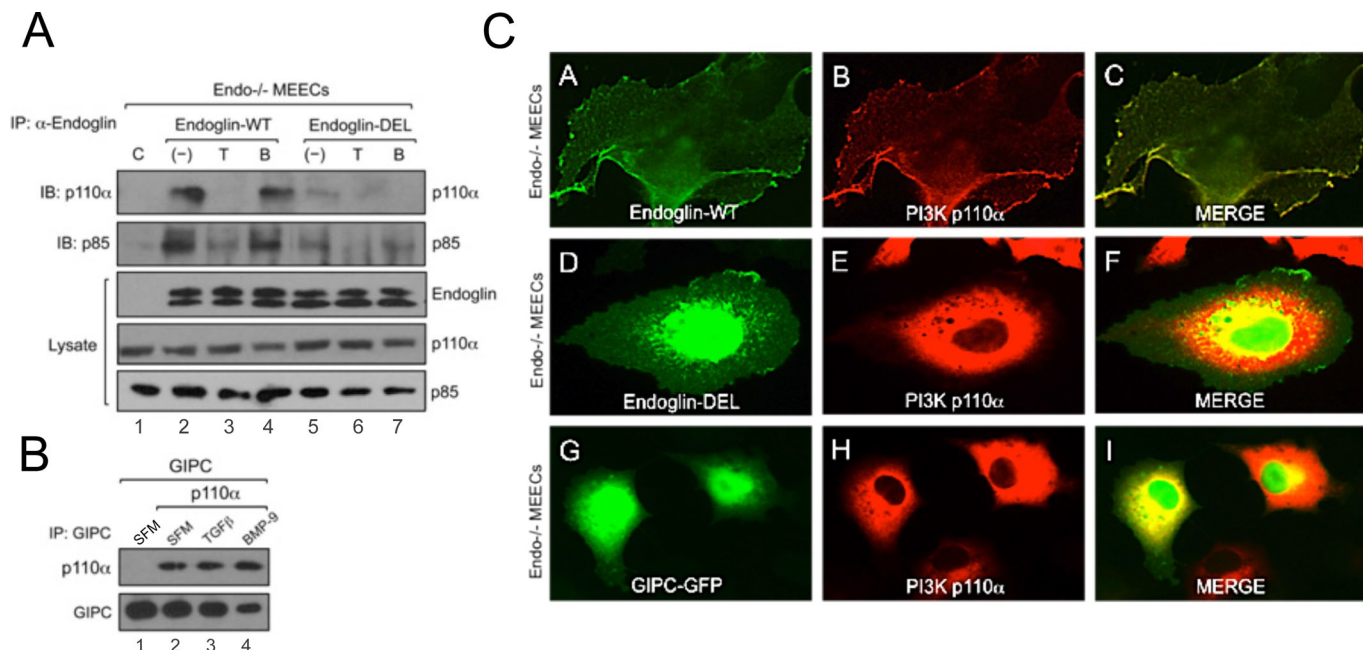 A
Endo-/- MEECs
IP: α-Endoglin
Endoglin-WT Endoglin-DEL
C (–) T B (–) T B
IB: p110α p110α
IB: p85 p85
Lysate
Endoglin
p110α
p85
1 2 3 4 5 6 7
B
GIPC
p110α
IP: GIPC SFM SFM TGFβ BMP-9
p110α
GIPC
1 2 3 4
C
Endo-/- MEECs
A Endoglin-WT
B PI3K p110α
C MERGE
Endo-/- MEECs
D Endoglin-DEL
E PI3K p110α
F MERGE
Endo-/- MEECs
G GIPC-GFP
H PI3K p110α
I MERGE